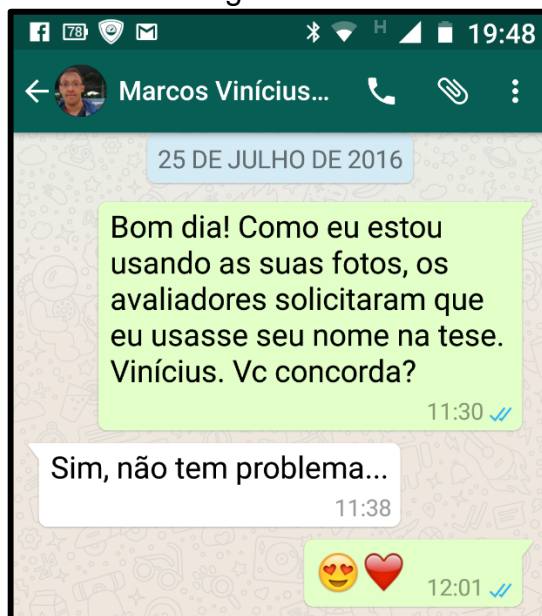 78 H 19:48
Marcos Vinícius...
25 DE JULHO DE 2016
Bom dia! Como eu estou
usando as suas fotos, os
avaliadores solicitaram que
eu usasse seu nome na tese.
Vinícius. Vc concorda?
11:30
Sim, não tem problema...
11:38
12:01